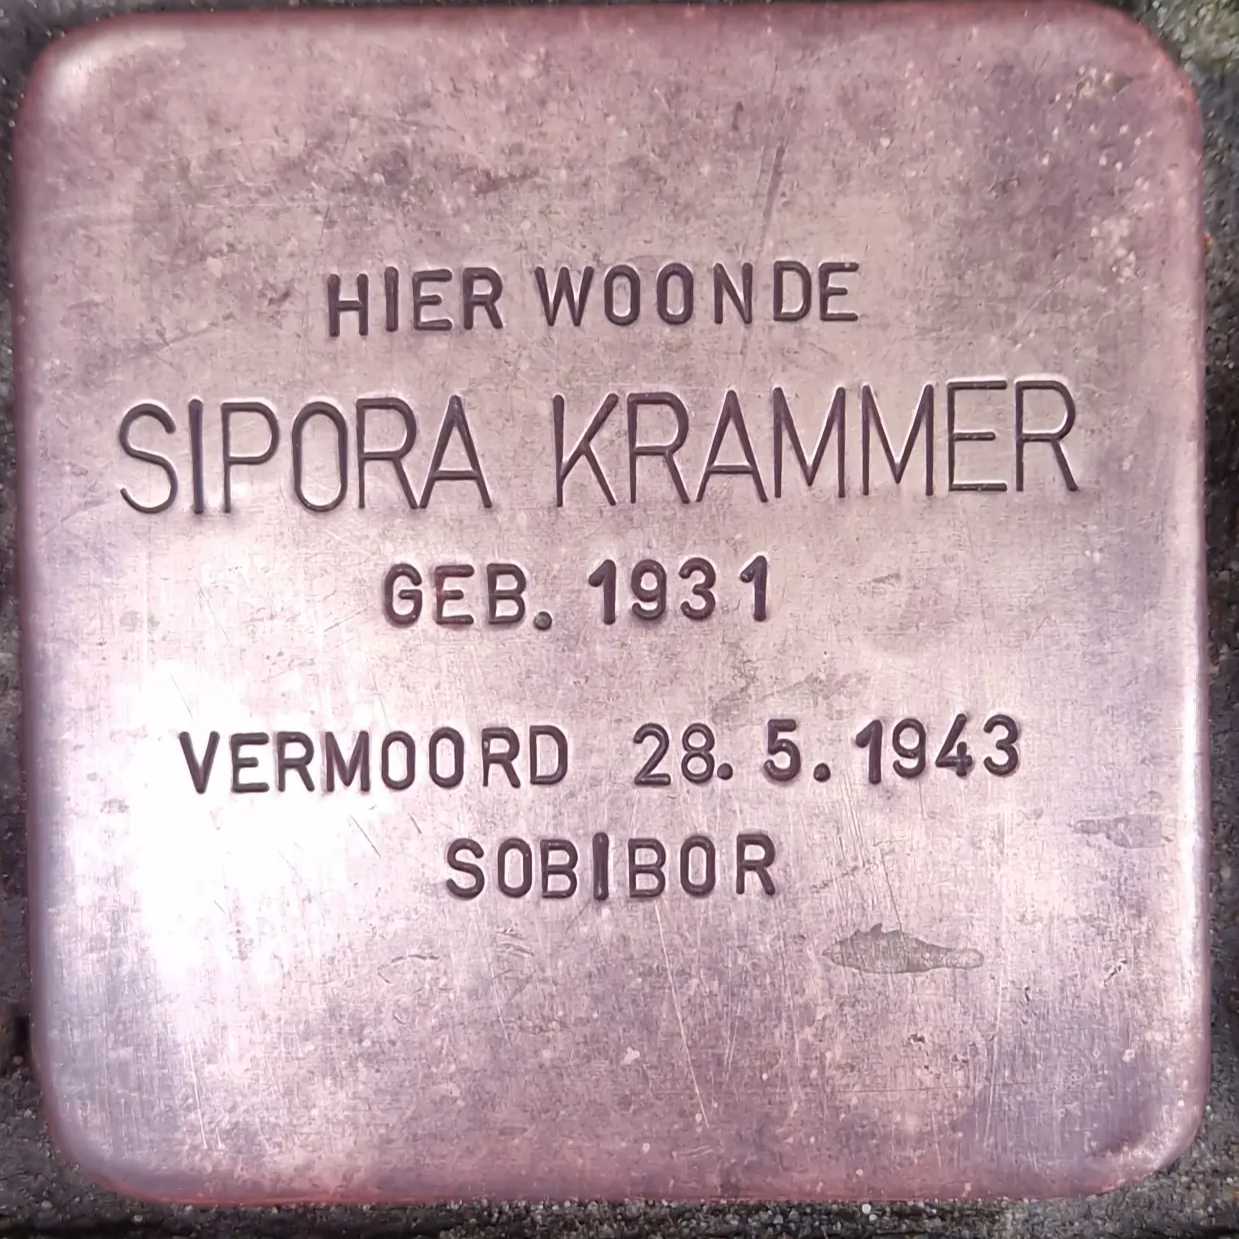 HIER WOONDE
SIPORA KRAMMER
GEB. 1931
VERMOORD 28.5.1943
SOBIBOR